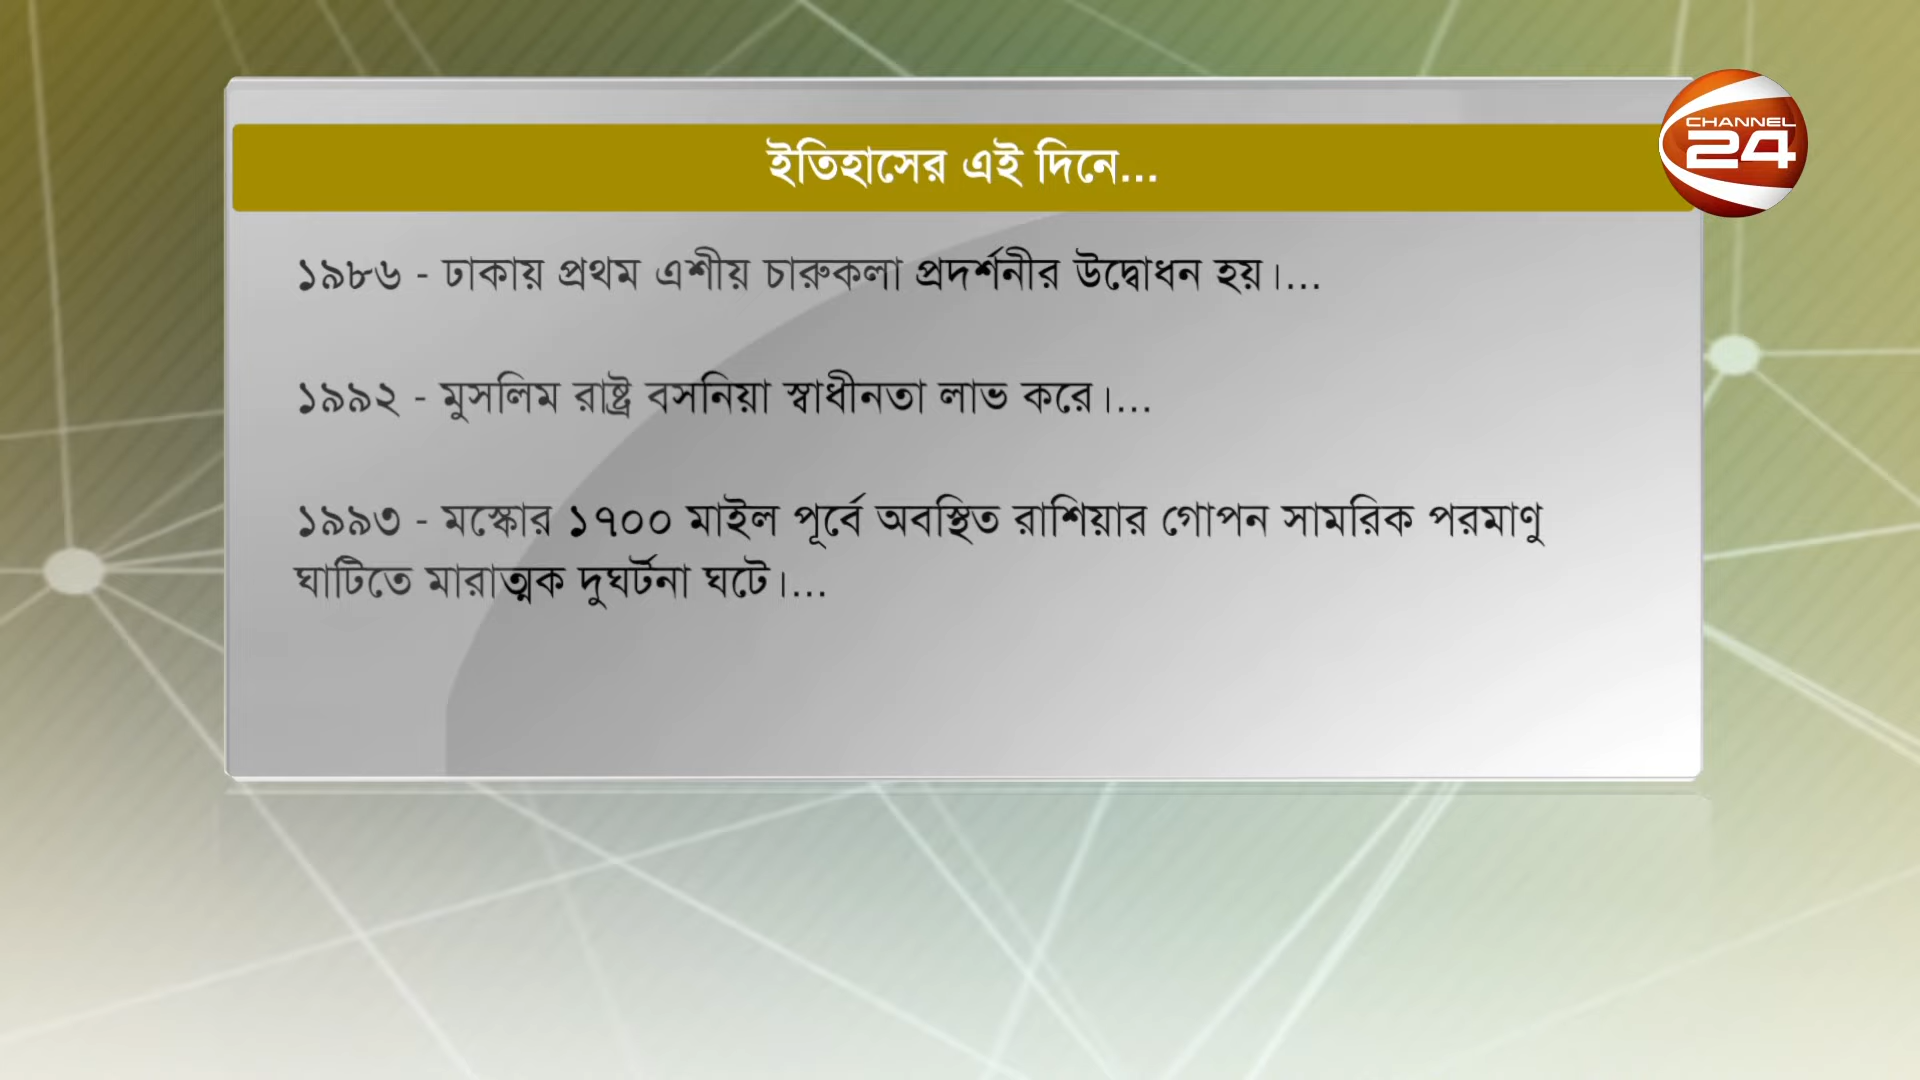 ইতিহাসের এই দিনে...
CHANNEL
24
১৯৮৬ - ঢাকায় প্রথম এশীয় চারুকলা প্রদর্শনীর উদ্বোধন হয়।...
১৯৯২ - মুসলিম রাষ্ট্র বসনিয়া স্বাধীনতা লাভ করে।...
১৯৯৩ - মস্কোর ১৭০০ মাইল পূর্বে অবস্থিত রাশিয়ার গোপন সামরিক পরমাণু
ঘাটিতে মারাত্মক দুঘর্টনা ঘটে।...